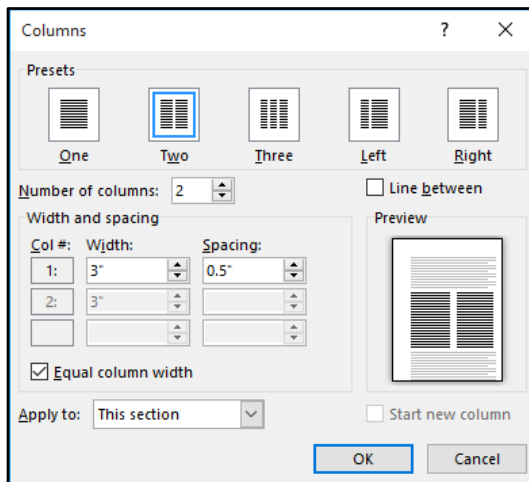 Columns ?
Presets
One Two Three Left Right
Number of columns: 2 Line between
Width and spacing Preview
Col #: Width: Spacing:
1: 3" 0.5"
2: 3"
Equal column width
Apply to: This section Start new column
OK Cancel